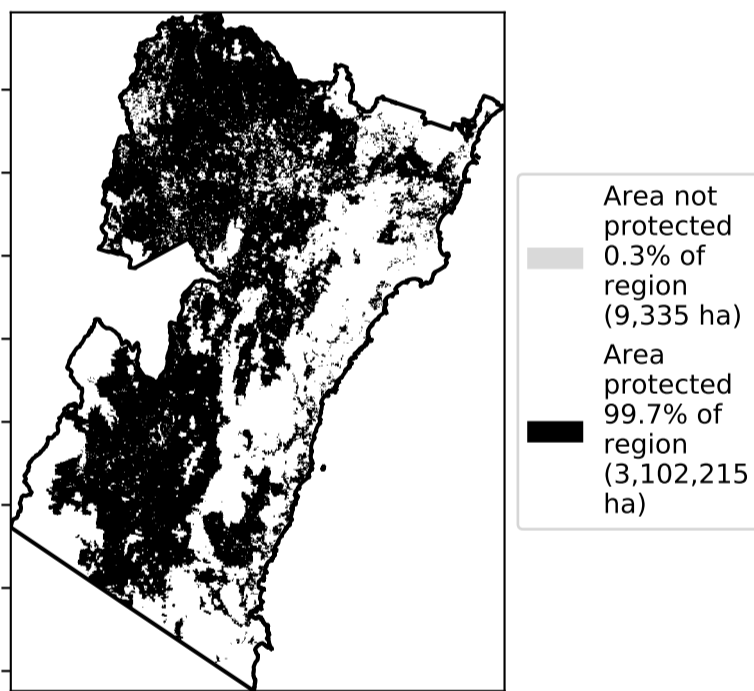 Area not
protected
0.3% of
region
(9,335 ha)
Area
protected
99.7% of
region
(3,102,215
ha)